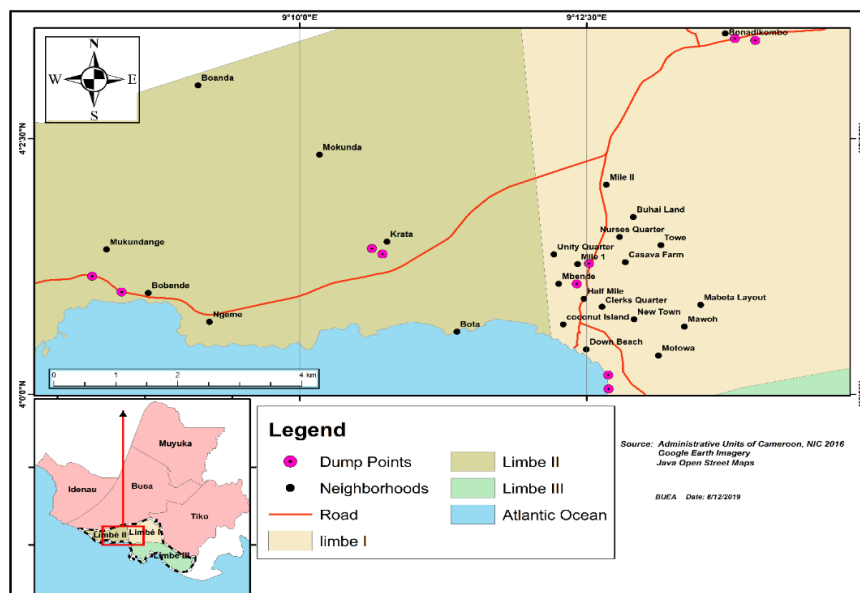 9°10'0"E
9°12'30"E
N
W E
S
4°2'30"N
4°0'0"N
Bonadikombo
Boanda
Mokunda
Mile II
Buhai Land
Nurses Quarter
Krata
Towe
Unity Quarter
Mukundange
Mile 1
Casava Farm
Mbende
Bobende
Half Mile
Mabeta Layout
Clerks Quarter
Ngeme
coconut Island
New Town
Mawoh
Bota
Down Beach
Motowa
0 1 2 4 km
Muyuka
Idenau
Buea
Tiko
Limbé II
Limbé III
Legend
Dump Points
Neighborhoods
Road
limbe I
Limbe II
Limbe III
Atlantic Ocean
Source: Administrative Units of Cameroon, NIC 2016
Google Earth Imagery
Java Open Street Maps
BUEA Date: 8/12/2019